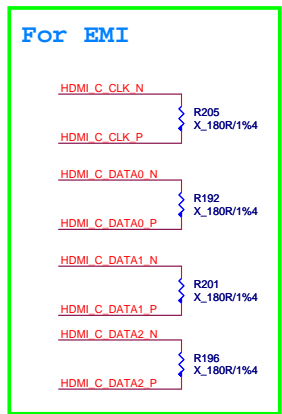 For EMI
HDMI_C_CLK_N
R205
X_180R/1%4
HDMI_C_CLK_P
HDMI_C_DATA0_N
R192
X_180R/1%4
HDMI_C_DATA0_P
HDMI_C_DATA1_N
R201
X_180R/1%4
HDMI_C_DATA1_P
HDMI_C_DATA2_N
R196
X_180R/1%4
HDMI_C_DATA2_P